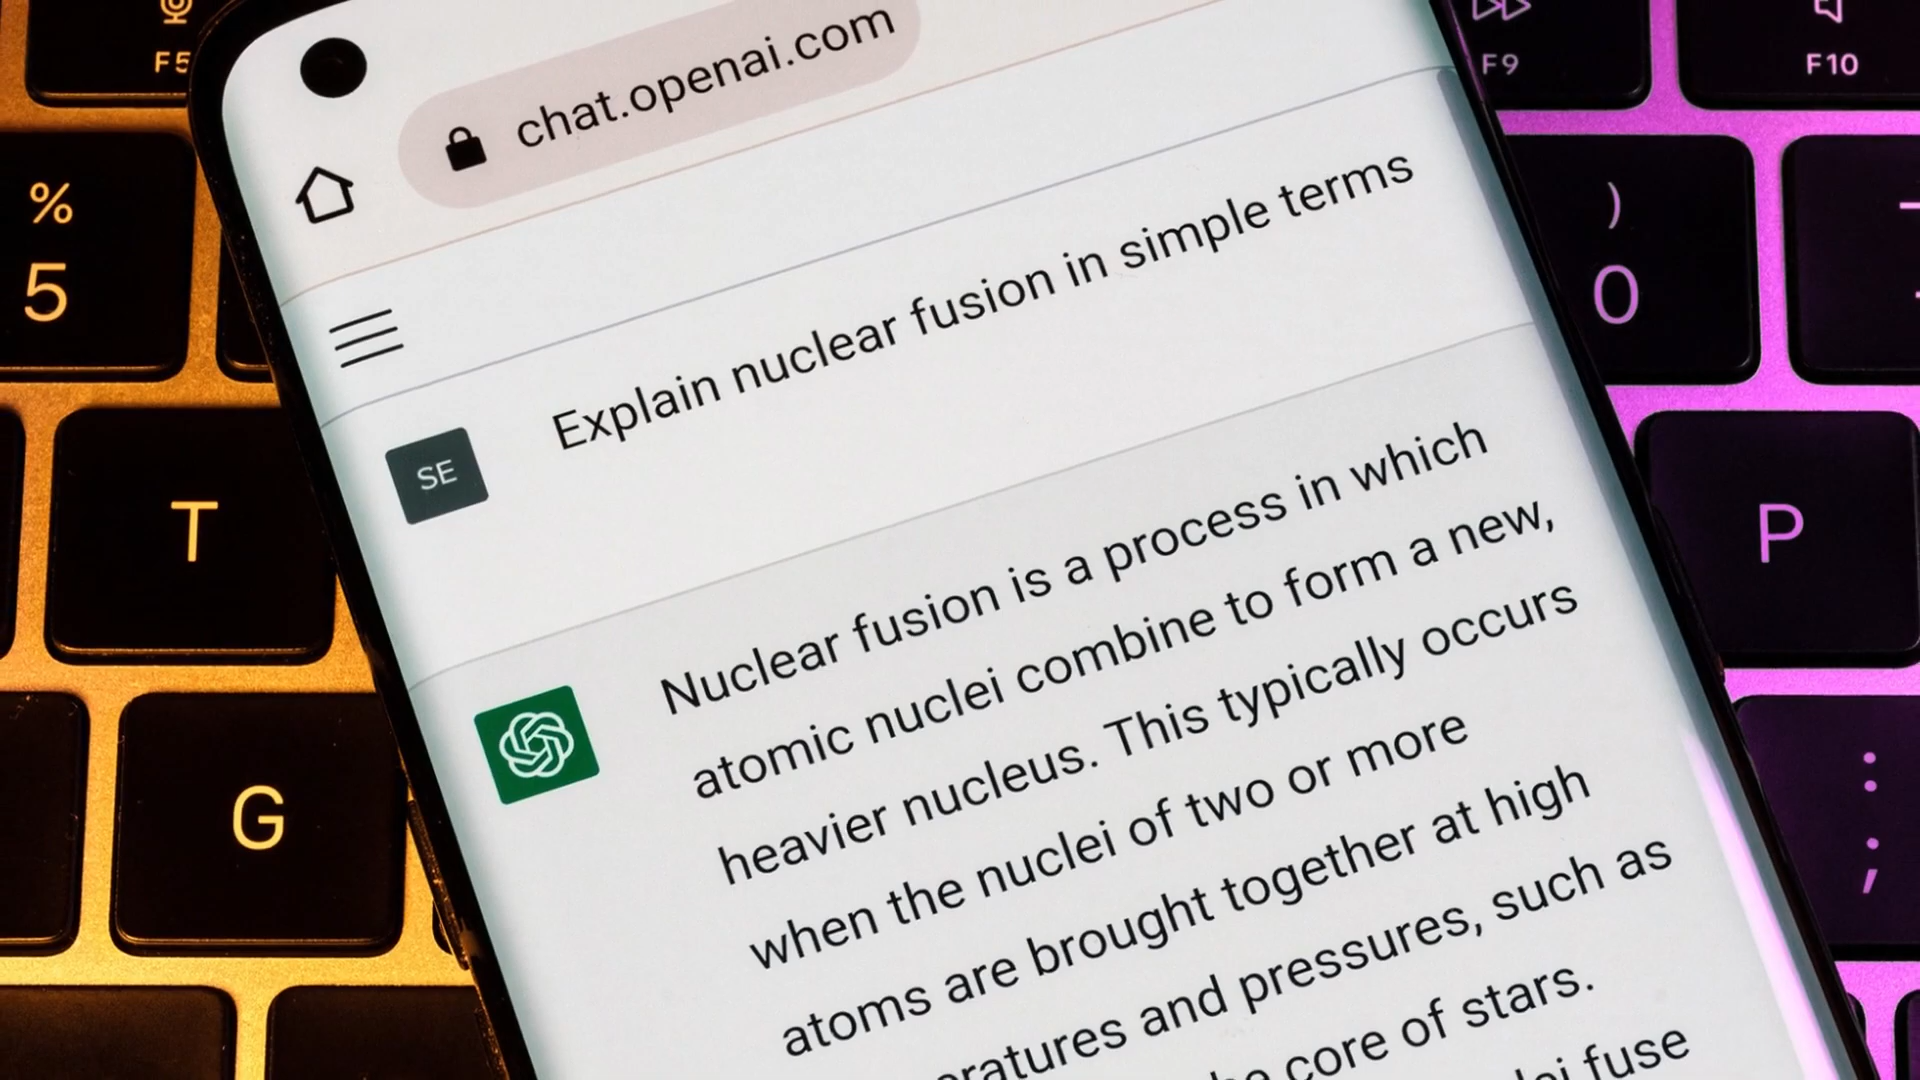 F5
F9
F10
chat.openai.com
%
5
)
0
Explain nuclear fusion in simple terms
SE
T
P
Nuclear fusion is a process in which
atomic nuclei combine to form a new,
heavier nucleus. This typically occurs
when the nuclei of two or more
atoms are brought together at high
and pressures, such as
core of stars.
fuse
G
:
;